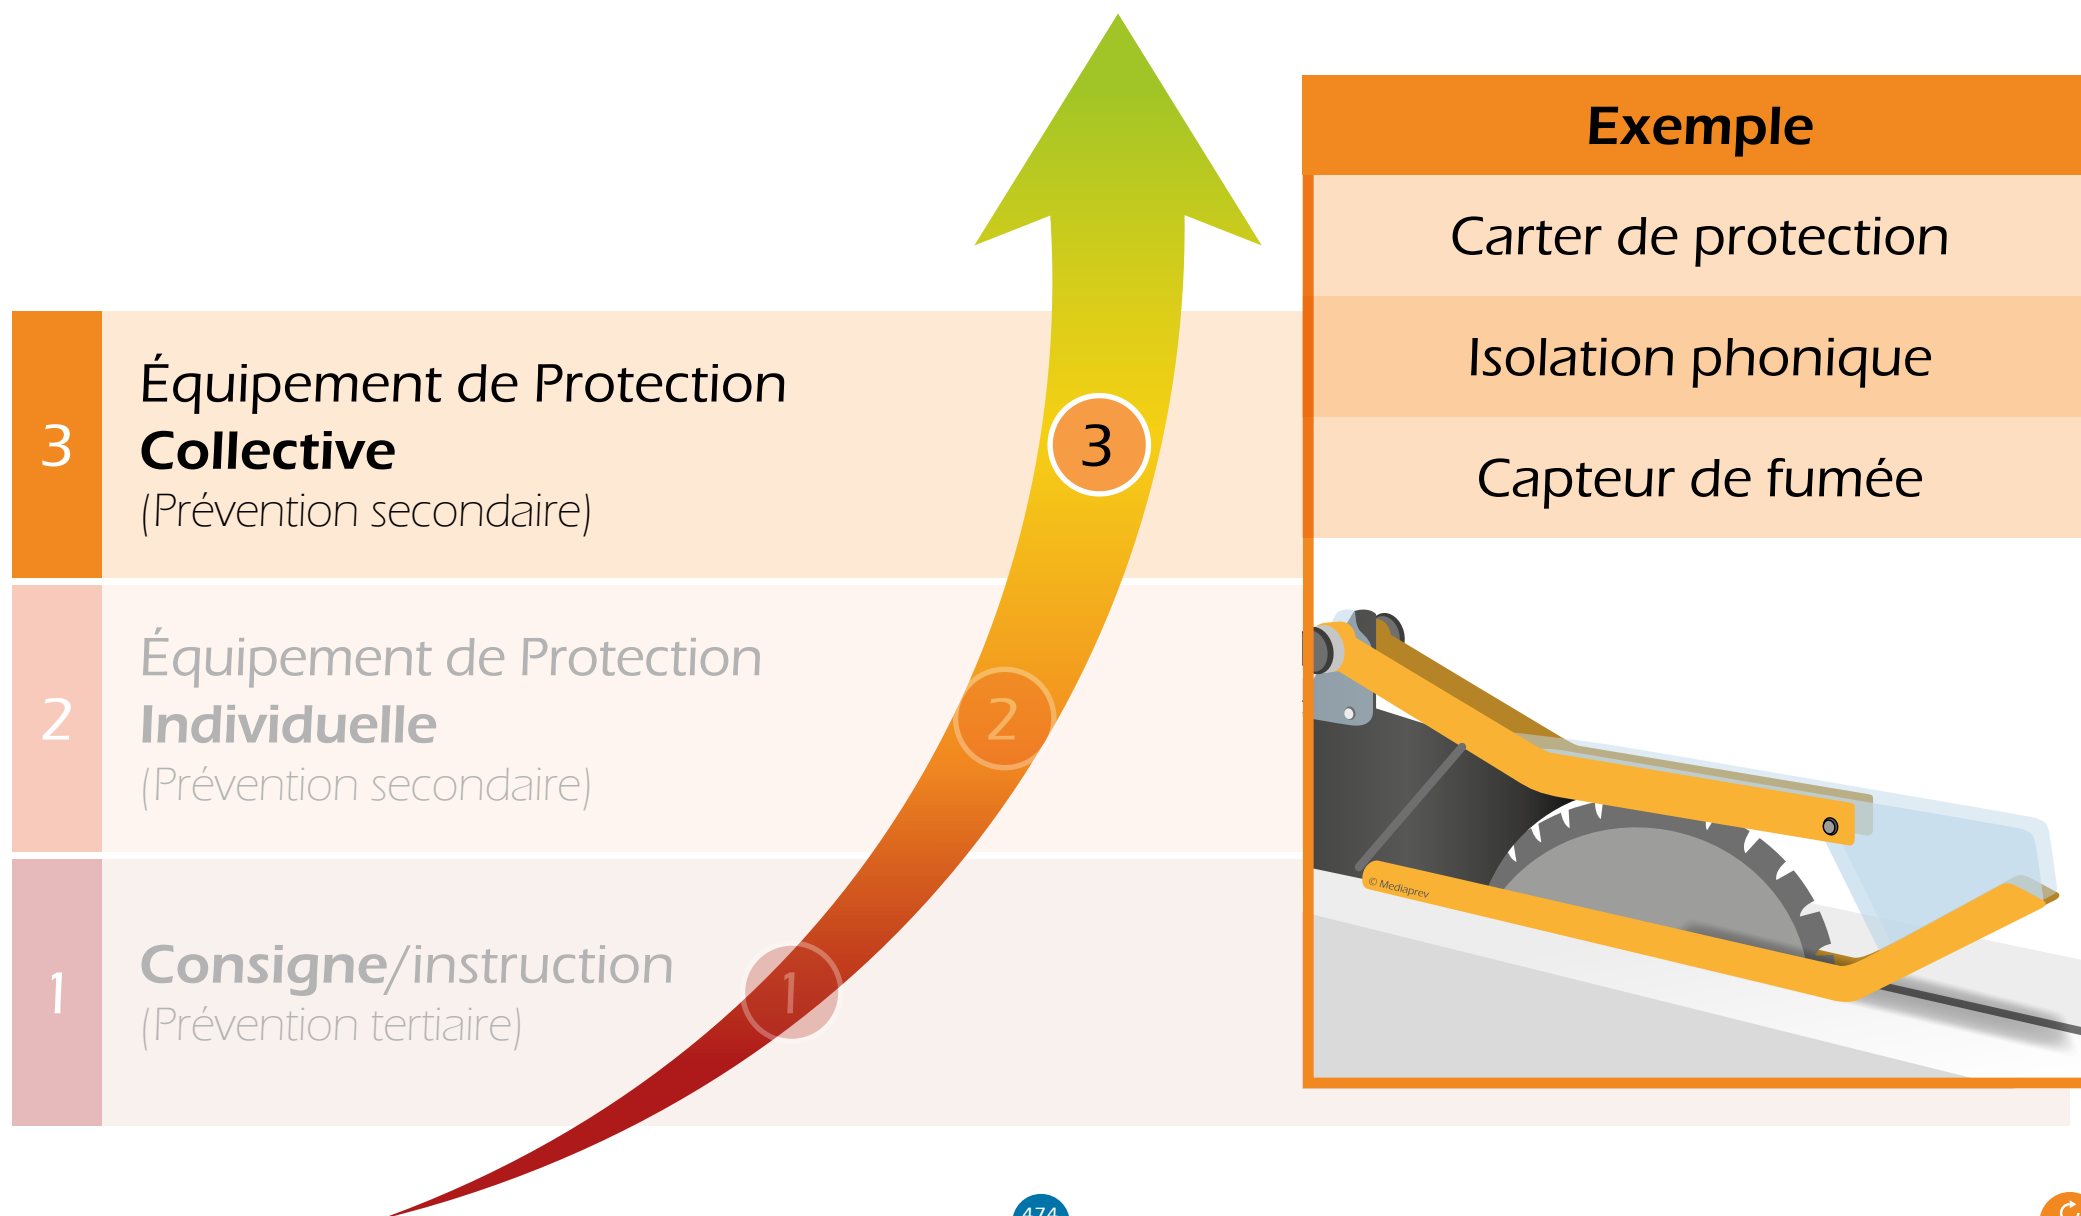 Exemple
Carter de protection
Isolation phonique
Capteur de fumée
3
Équipement de Protection
Collective
(Prévention secondaire)
3
2
Équipement de Protection
Individuelle
(Prévention secondaire)
2
1
Consigne/instruction
(Prévention tertiaire)
1
© Mediaprev
474